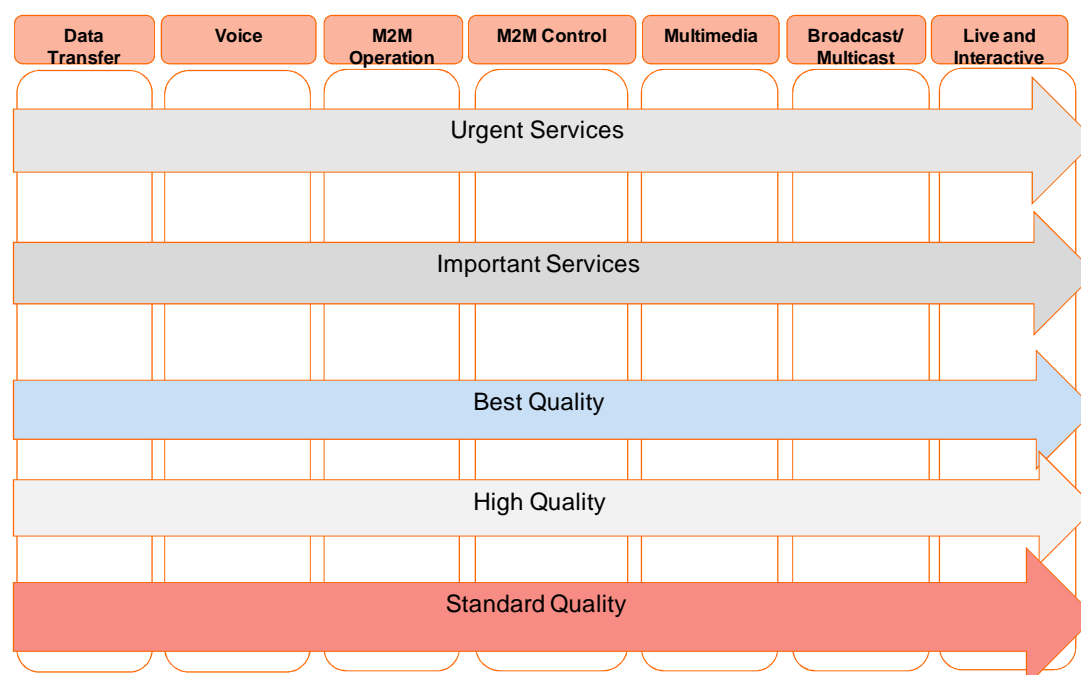 Data
Transfer
Voice
M2M
Operation
M2M Control
Multimedia
Broadcast/
Multicast
Live and
Interactive
Urgent Services
Important Services
Best Quality
High Quality
Standard Quality